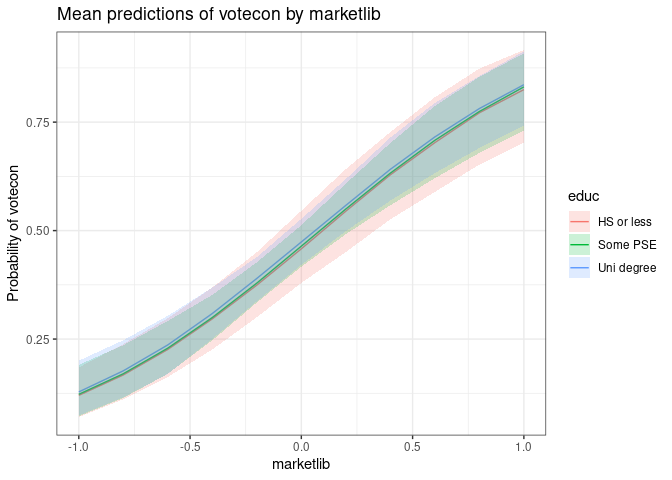 Mean predictions of votecon by marketlib
Probability of votecon
0.75
0.50
0.25
-1.0
-0.5
0.0
0.5
1.0
marketlib
educ
HS or less
Some PSE
Uni degree